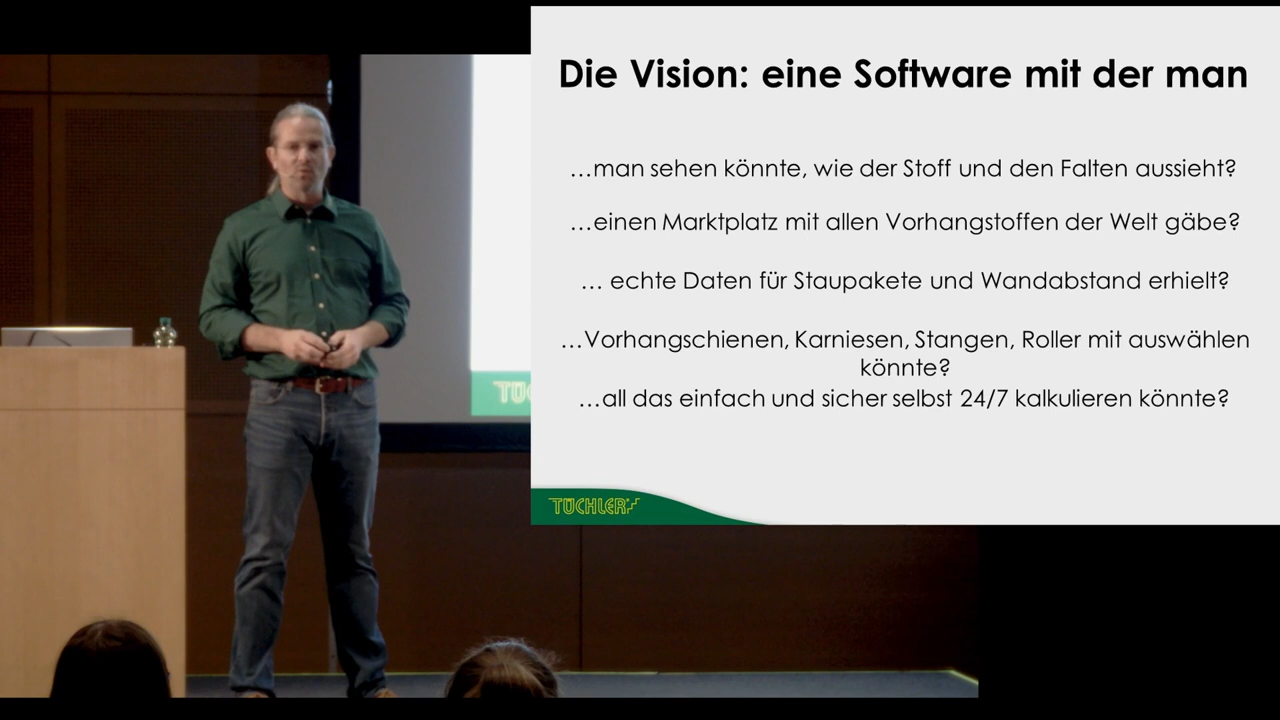 Die Vision: eine Software mit der man
…man sehen könnte, wie der Stoff und den Falten aussieht?
…einen Marktplatz mit allen Vorhangstoffen der Welt gäbe?
… echte Daten für Staupakete und Wandabstand erhielt?
…Vorhangschienen, Karniesen, Stangen, Roller mit auswählen
könnte?
…all das einfach und sicher selbst 24/7 kalkulieren könnte?
TÜCHLER
TÜC